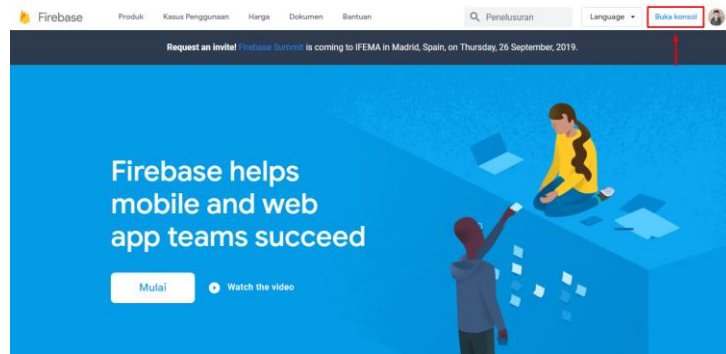 Firebase Produk Kasus Penggunaan Harga Dokumen Bantuan Penelusuran Language Buka konsol
Request an invite! Firebase Summit is coming to IFEMA in Madrid, Spain, on Thursday, 26 September, 2019.
Firebase helps
mobile and web
app teams succeed
Mulai Watch the video